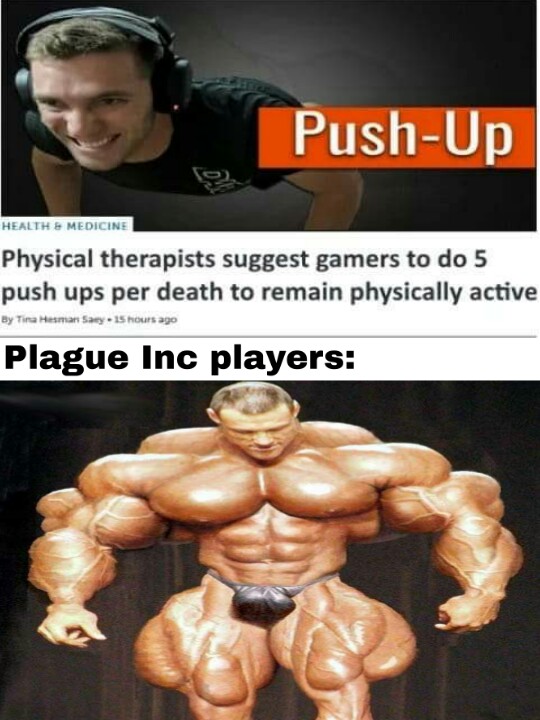 Push-Up
HEALTH & MEDICINE
Physical therapists suggest gamers to do 5
push ups per death to remain physically active
By Tina Hesman Saey • 15 hours ago
Plague Inc players: